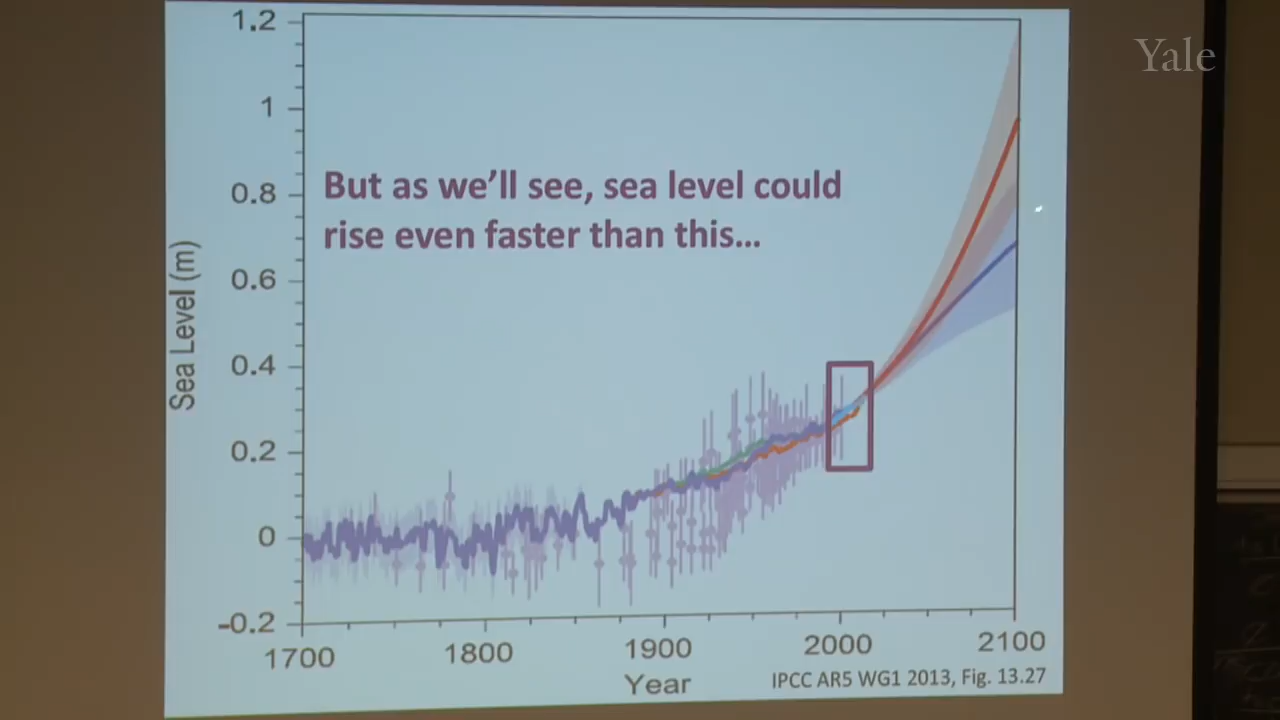 Yale
1.2
1
0.8
0.6
0.4
0.2
0
-0.2
Sea Level (m)
But as we'll see, sea level could
rise even faster than this...
1700 1800 1900 2000 2100
Year
IPCC AR5 WG1 2013, Fig. 13.27